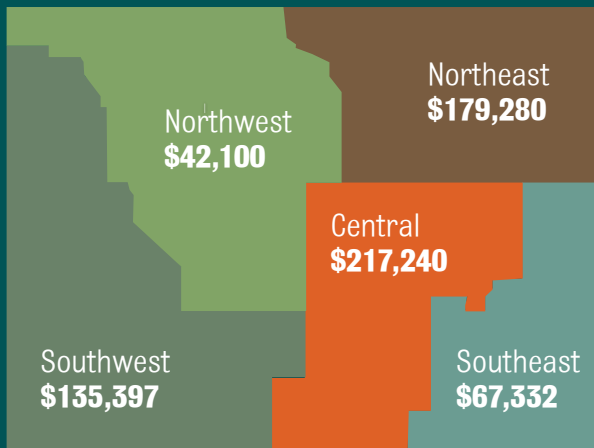 Northeast
$179,280
Northwest
$42,100
Central
$217,240
Southwest
$135,397
Southeast
$67,332